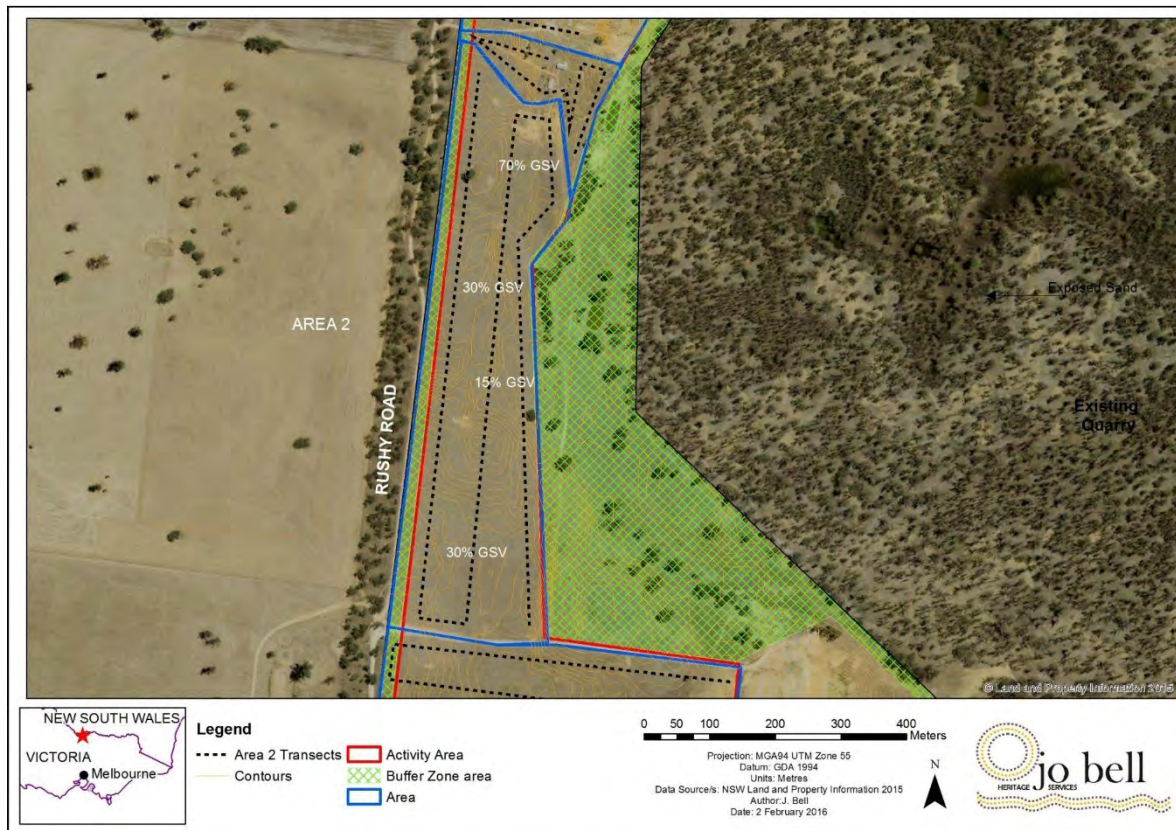 70% GSV
30% GSV
Exposed Sand
AREA 2
15% GSV
RUSHY ROAD
Existing
Quarry
30% GSV
© Land and Property Information 2015
NEW SOUTH WALES
VICTORIA
Melbourne
Legend
Area 2 Transects
Contours
Activity Area
Buffer Zone area
Area
0 50 100 200 300 400
Meters
Projection: MGA94 UTM Zone 55
Datum: GDA 1994
Units: Metres
Data Source/s: NSW Land and Property Information 2015
Author:J. Bell
Date: 2 February 2016
N
jo bell
HERITAGE SERVICES